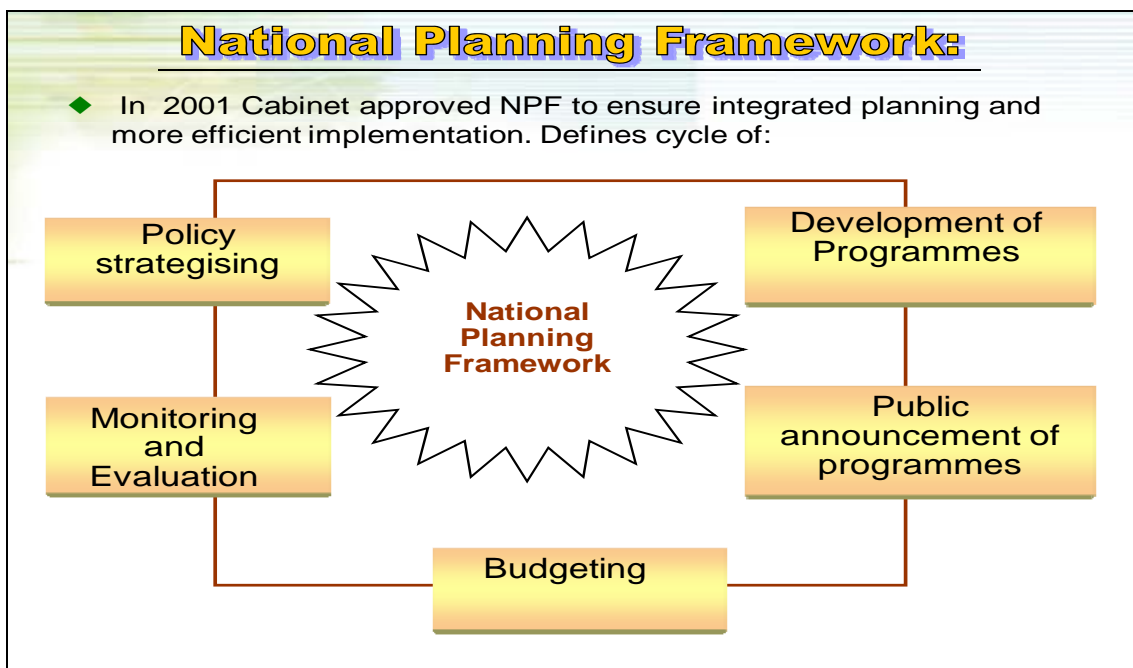 National Planning Framework:
In 2001 Cabinet approved NPF to ensure integrated planning and
more efficient implementation. Defines cycle of:
Policy
strategising
Development of
Programmes
National
Planning
Framework
Monitoring
and
Evaluation
Public
announcement of
programmes
Budgeting